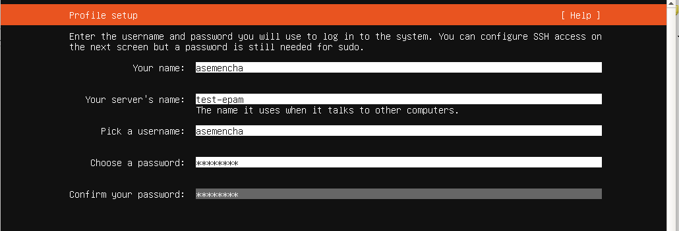 Profile setup [ Help ]
Enter the username and password you will use to log in to the system. You can configure SSH access on
the next screen but a password is still needed for sudo.
Your name: asemencha
Your server's name: test-epam
The name it uses when it talks to other computers.
Pick a username: asemencha
Choose a password: ********
Confirm your password: ********